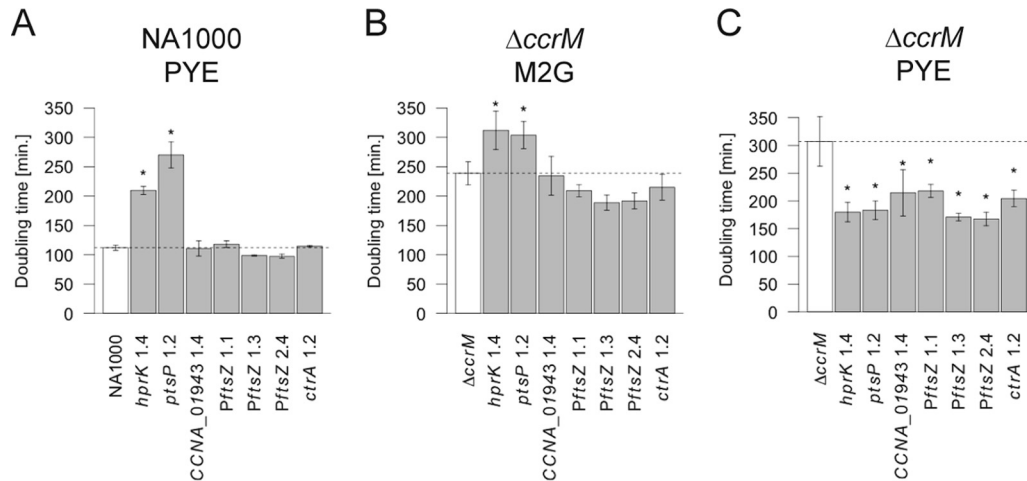 A
NA1000
PYE
Doubling time [min.]
350
300
250
200
150
100
50
0
*
*
NA1000
hprK 1.4
ptsP 1.2
CCNA_01943 1.4
PftsZ 1.1
PftsZ 1.3
PftsZ 2.4
ctrA 1.2
B
ΔccrM
M2G
Doubling time [min.]
350
300
250
200
150
100
50
0
*
*
ΔccrM
hprK 1.4
ptsP 1.2
CCNA_01943 1.4
PftsZ 1.1
PftsZ 1.3
PftsZ 2.4
ctrA 1.2
C
ΔccrM
PYE
Doubling time [min.]
350
300
250
200
150
100
50
0
*
*
*
*
*
*
*
ΔccrM
hprK 1.4
ptsP 1.2
CCNA_01943 1.4
PftsZ 1.1
PftsZ 1.3
PftsZ 2.4
ctrA 1.2